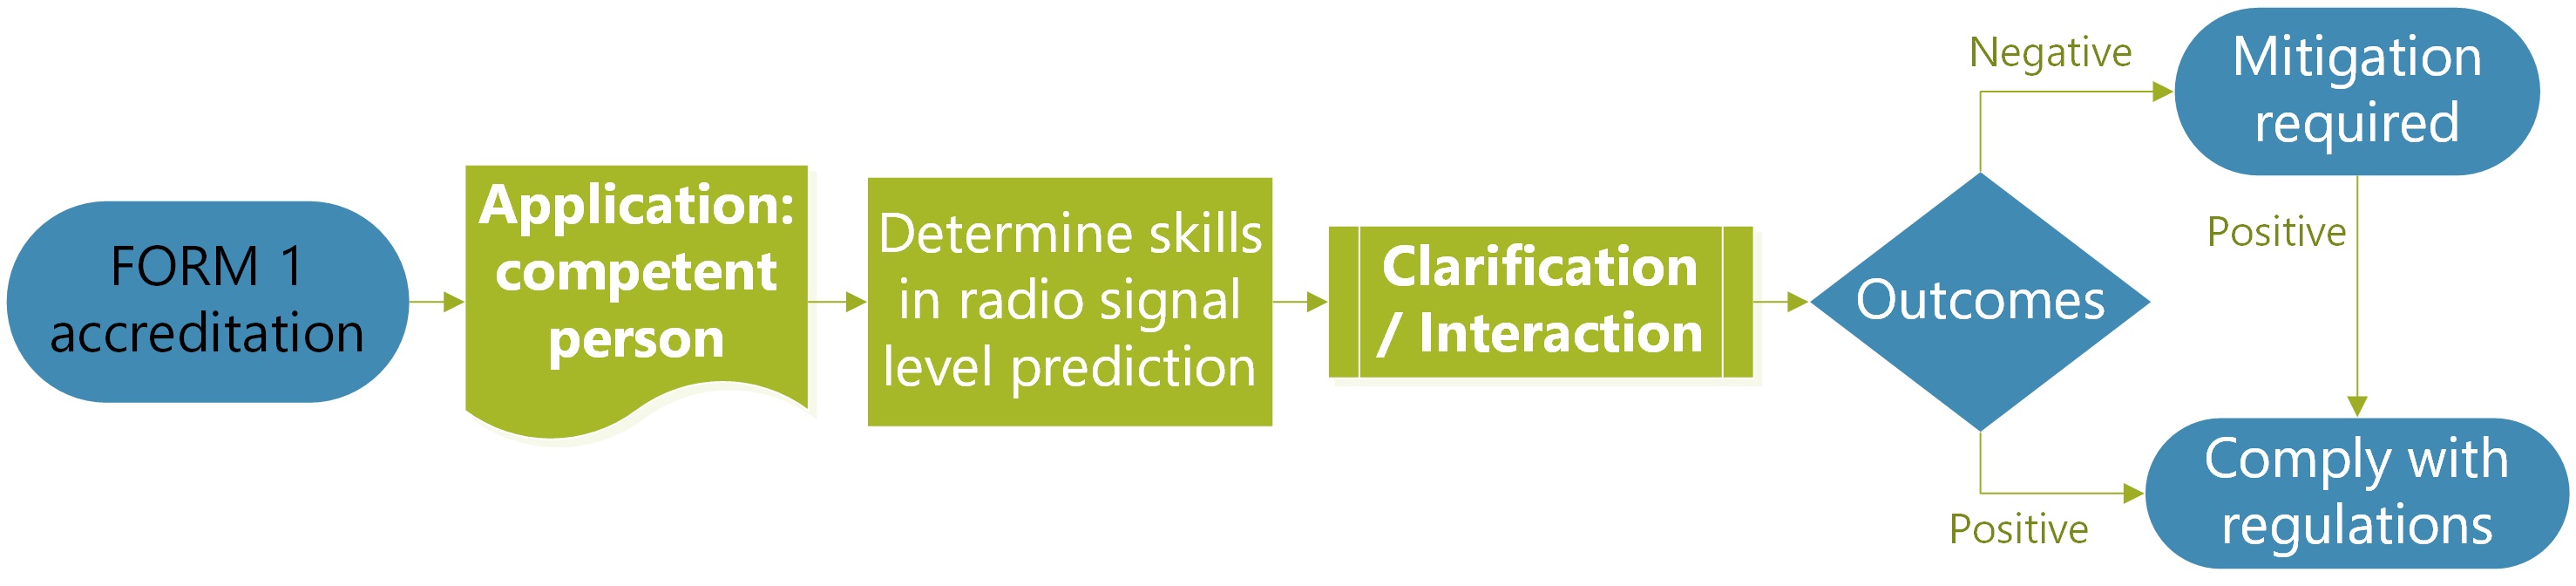 FORM 1
accreditation
Application:
competent
person
Determine skills
in radio signal
level prediction
Clarification
/ Interaction
Outcomes
Negative
Mitigation
required
Positive
Positive
Comply with
regulations